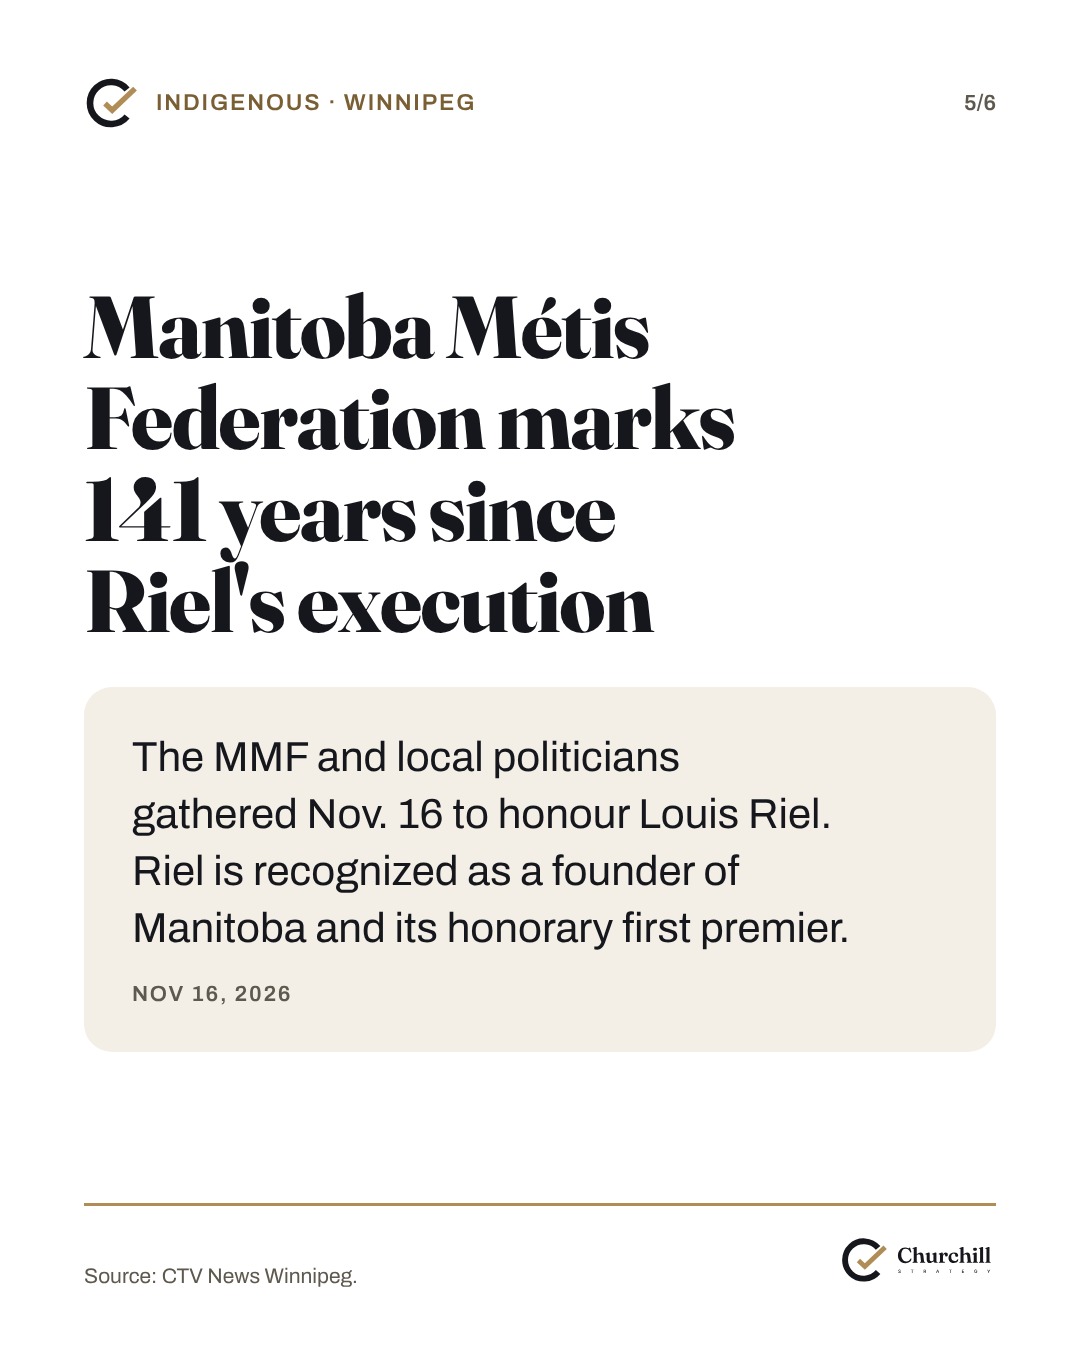 INDIGENOUS · WINNIPEG
5/6
Manitoba Métis
Federation marks
141 years since
Riel's execution
The MMF and local politicians
gathered Nov. 16 to honour Louis Riel.
Riel is recognized as a founder of
Manitoba and its honorary first premier.
NOV 16, 2026
Source: CTV News Winnipeg.
Churchill
STRATEGY